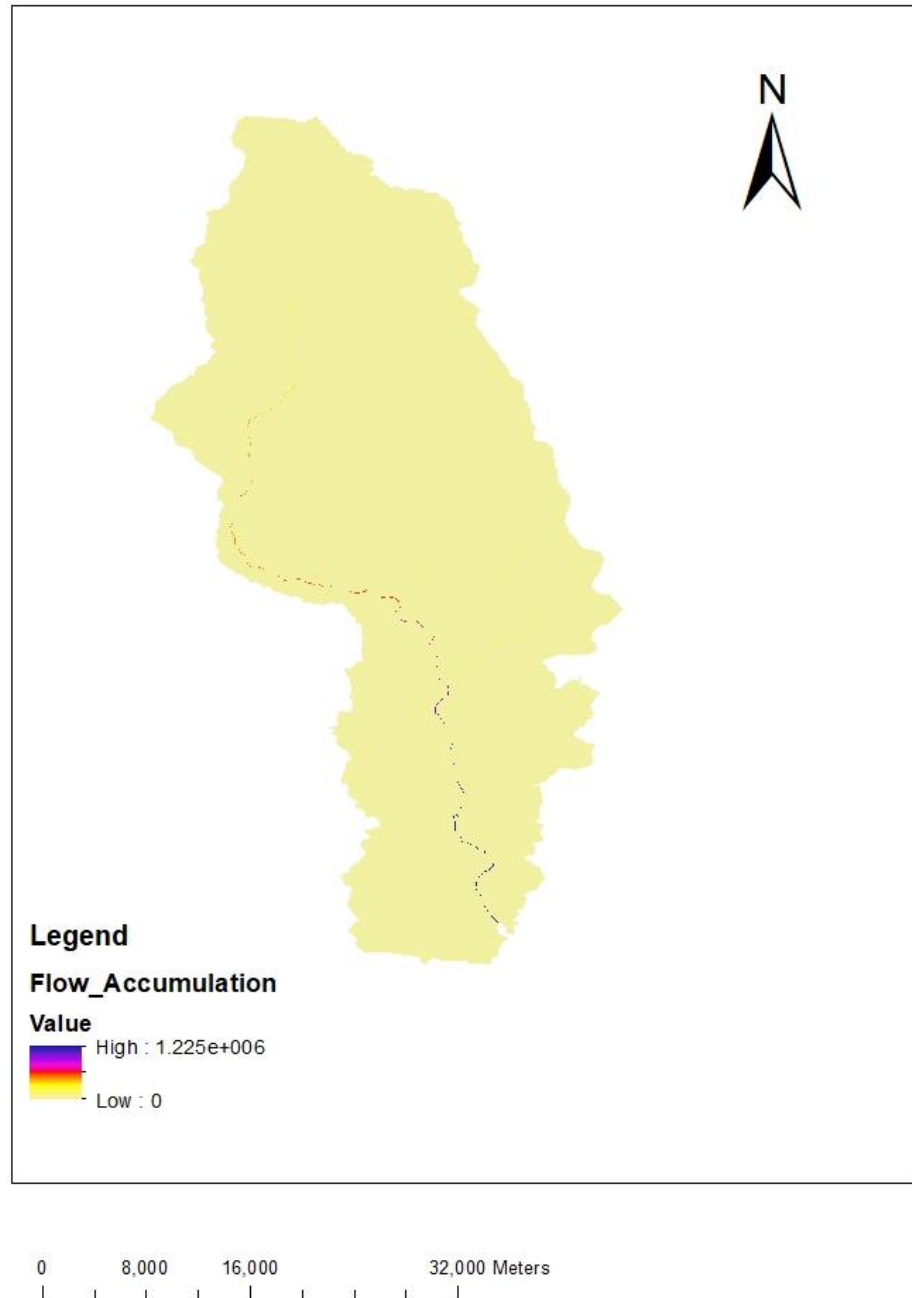 N
Legend
Flow_Accumulation
Value
High : 1.225e+006
Low : 0
0 8,000 16,000 32,000 Meters